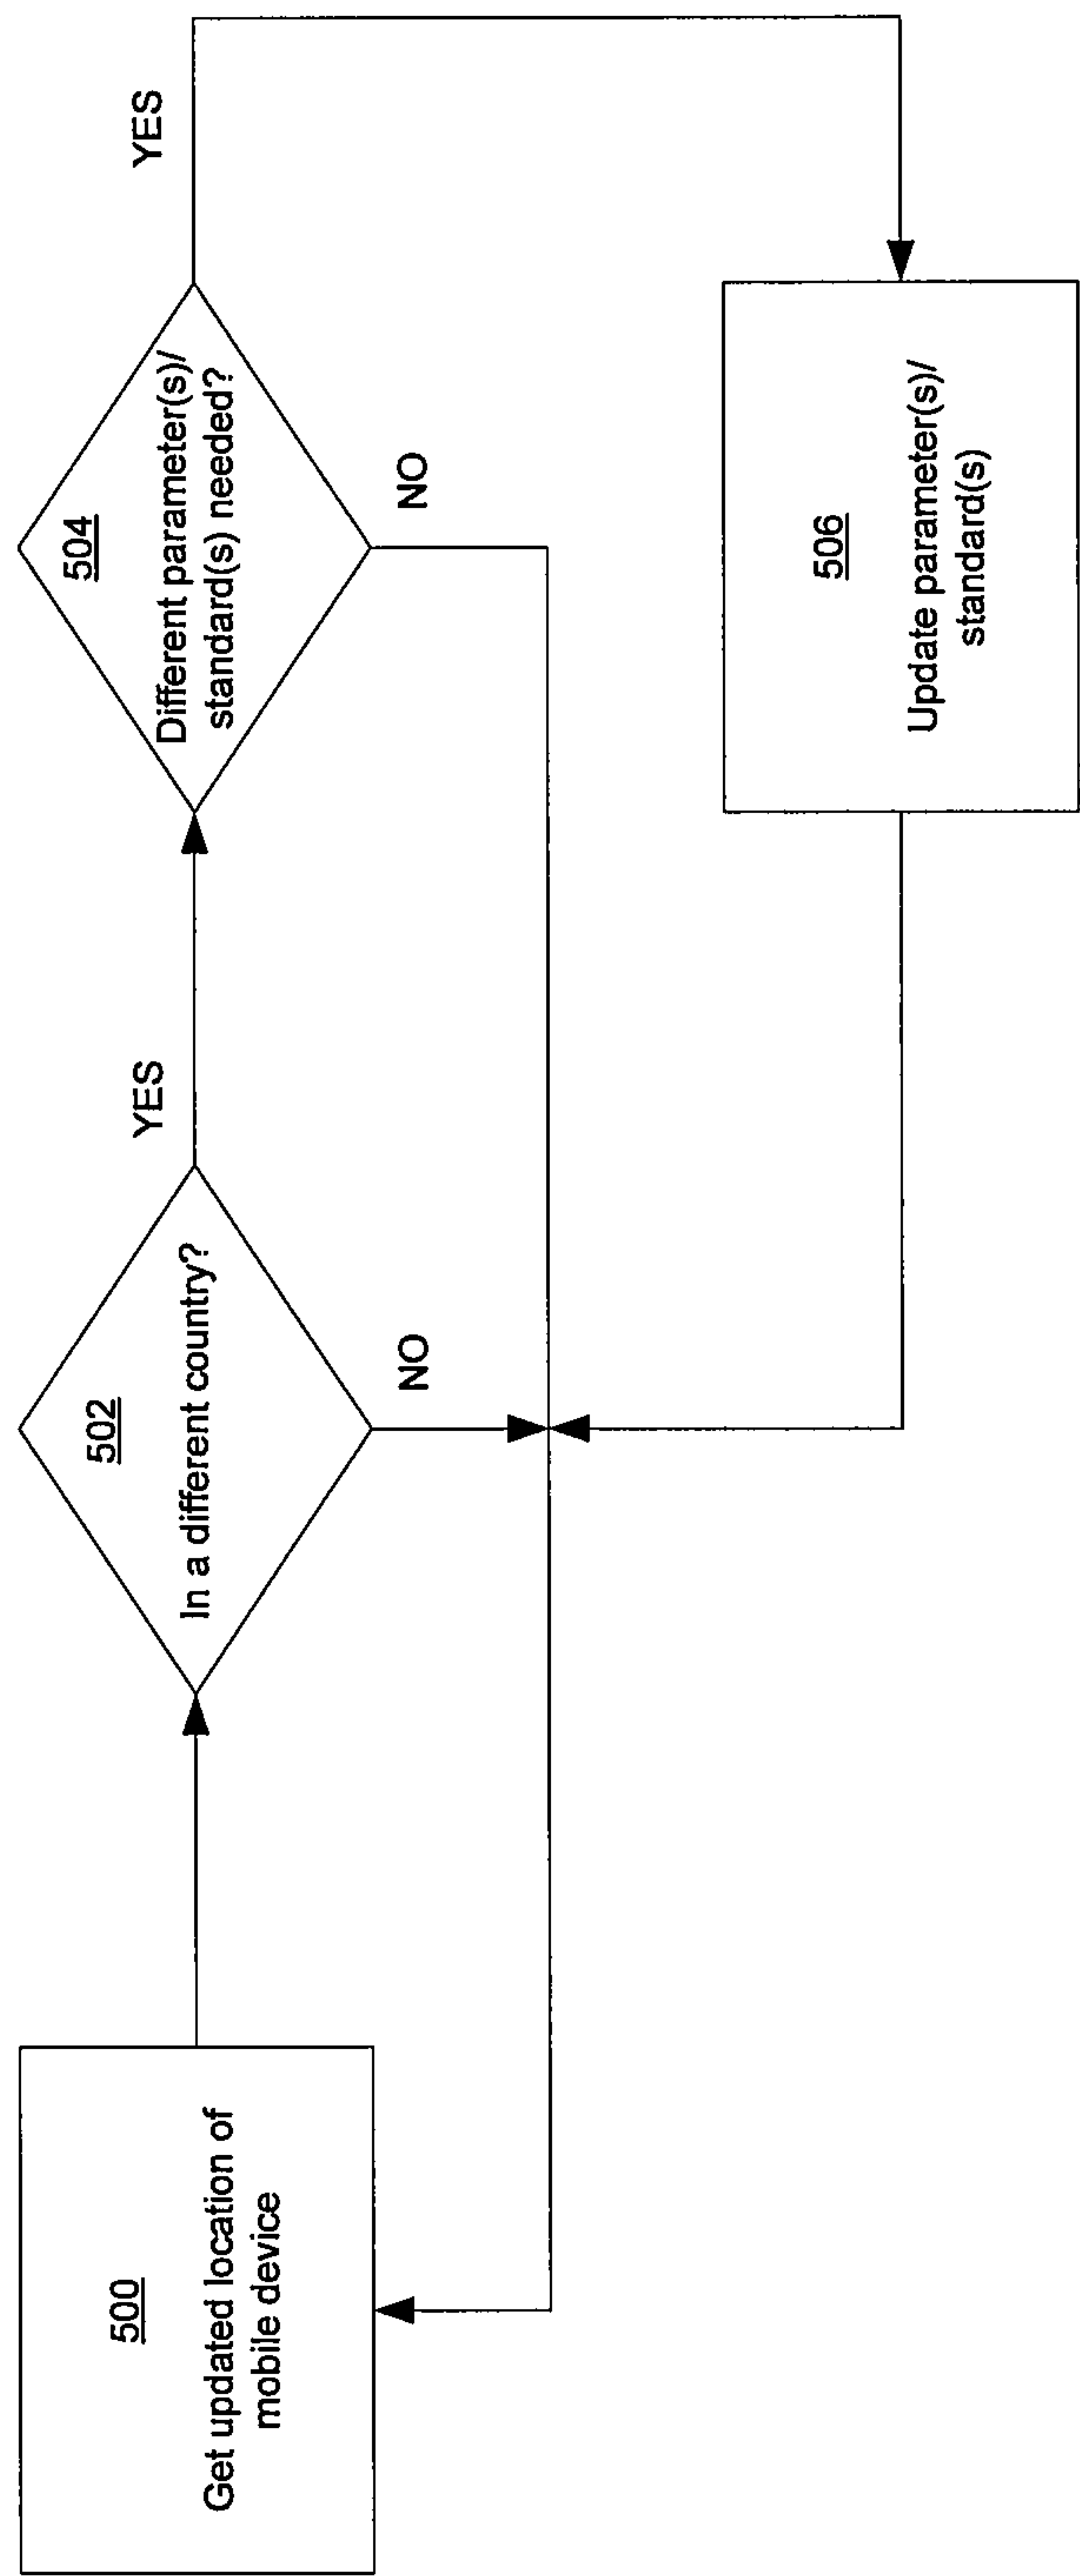 500
Get updated location of
mobile device
502
In a different country?
YES
NO
504
Different parameter(s)/
standard(s) needed?
YES
NO
506
Update parameter(s)/
standard(s)